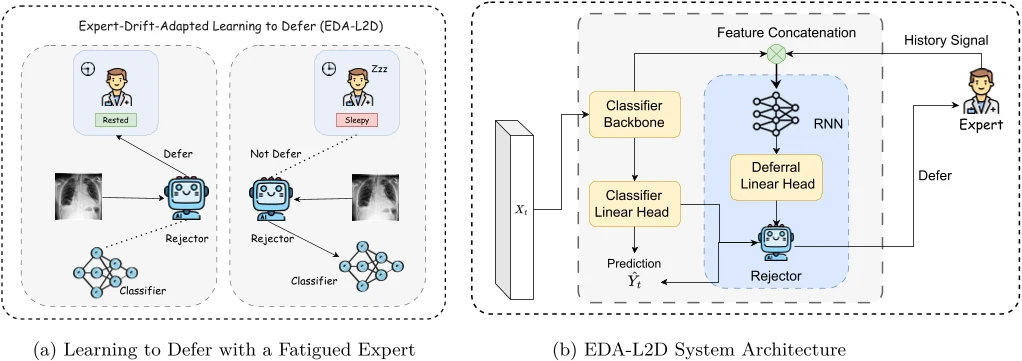 Expert-Drift-Adapted Learning to Defer (EDA-L2D)
Rested
Defer
Rejector
Classifier
Zzz
Sleepy
Not Defer
Rejector
Classifier
(a) Learning to Defer with a Fatigued Expert
Feature Concatenation
History Signal
Classifier
Backbone
RNN
Expert
Deferral
Linear Head
Defer
Classifier
Linear Head
X_t
Prediction
Ŷ_t
Rejector
(b) EDA-L2D System Architecture